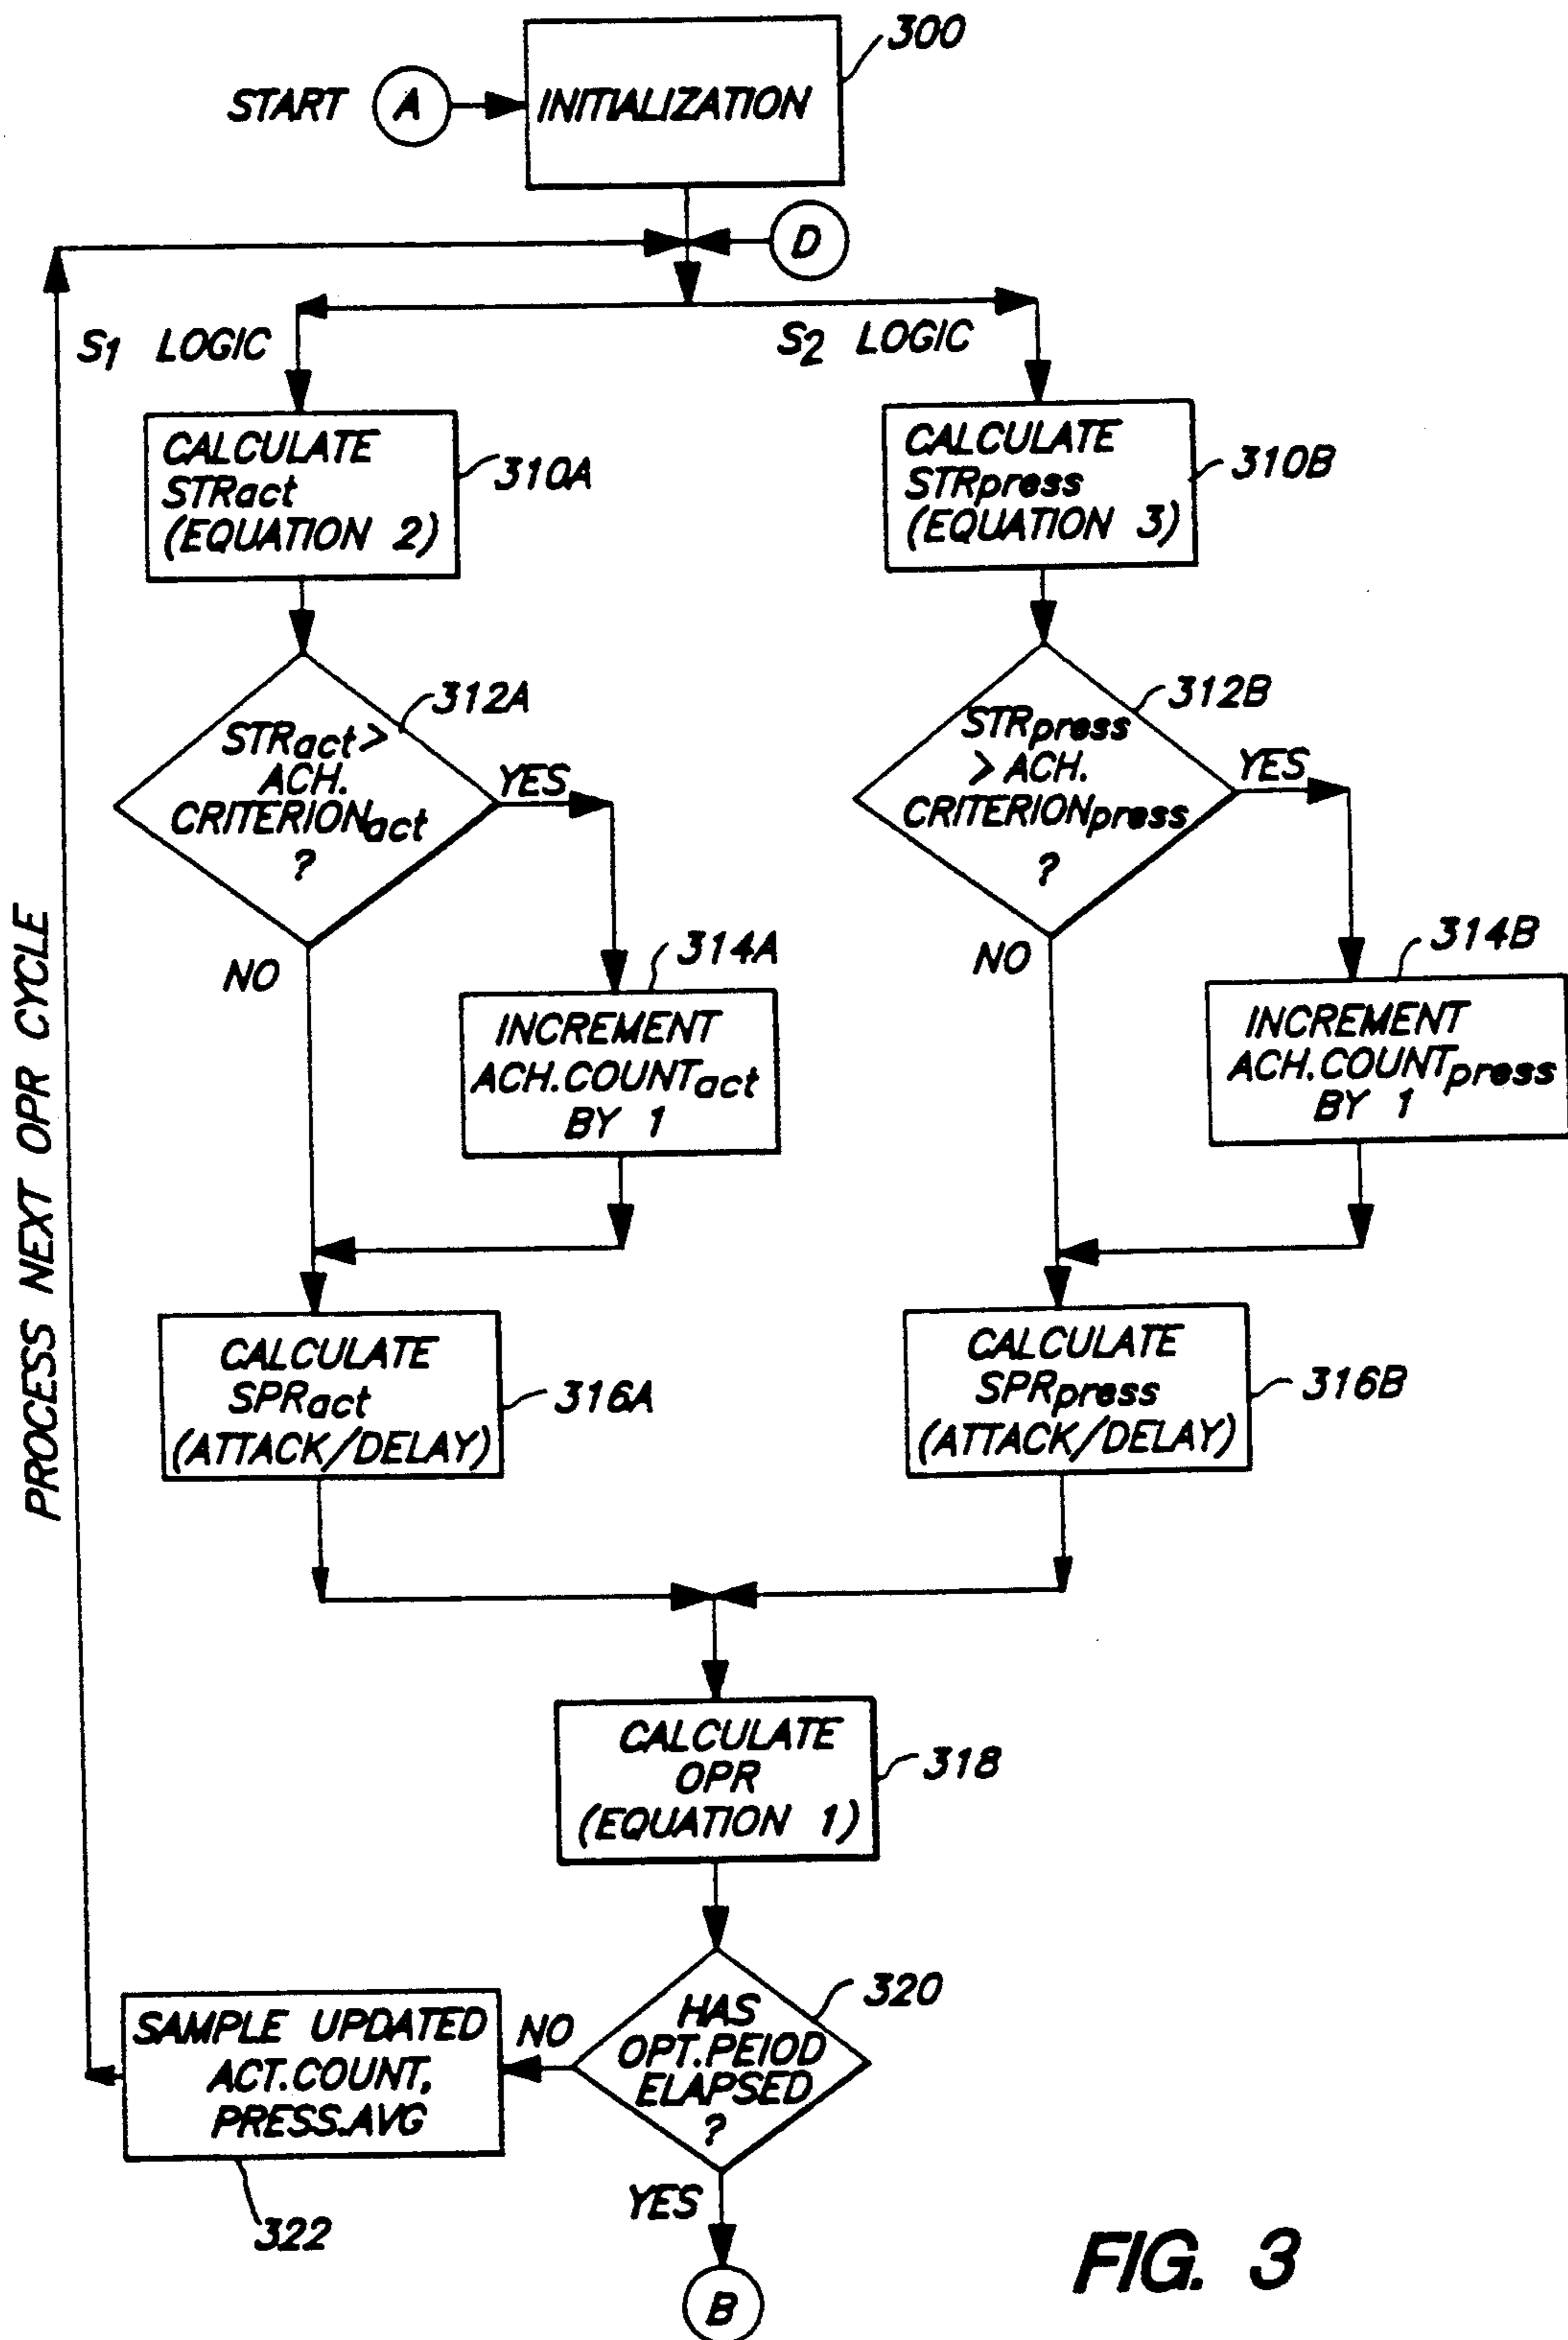 300
START A
INITIALIZATION
D
S1 LOGIC
S2 LOGIC
CALCULATE
STRact
(EQUATION 2)
310A
CALCULATE
STRpress
(EQUATION 3)
310B
312A
STRact >
ACH.
CRITERIONact
?
YES
NO
312B
STRpress
> ACH.
CRITERIONpress
?
YES
NO
314A
INCREMENT
ACH.COUNTact
BY 1
314B
INCREMENT
ACH.COUNTpress
BY 1
CALCULATE
SPRact
(ATTACK/DELAY)
316A
CALCULATE
SPRpress
(ATTACK/DELAY)
316B
PROCESS NEXT OPR CYCLE
CALCULATE
OPR
(EQUATION 1)
318
320
HAS
OPT.PEIOD
ELAPSED
?
NO
SAMPLE UPDATED
ACT.COUNT,
PRESS.AVG
322
YES
B
FIG. 3